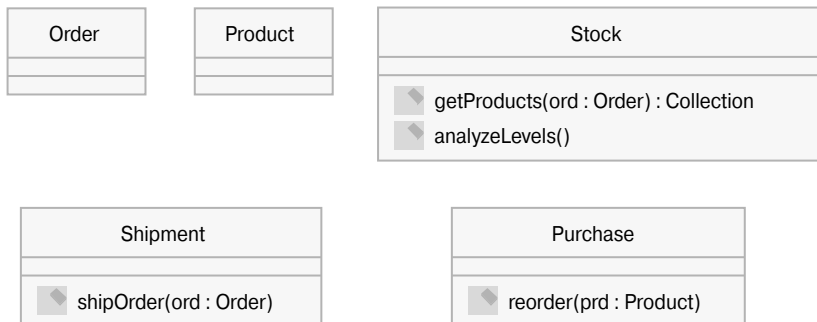 Order
Product
Stock
getProducts(ord : Order) : Collection
analyzeLevels()
Shipment
Purchase
shipOrder(ord : Order)
reorder(prd : Product)